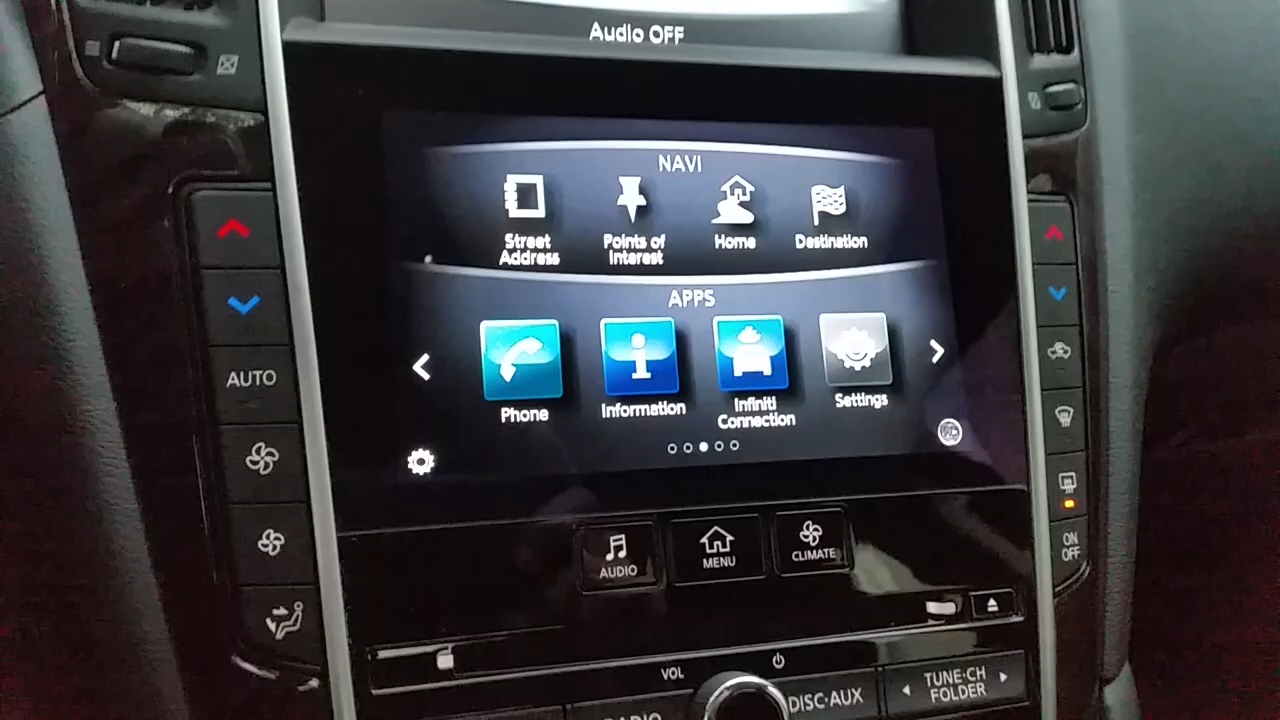 Audio OFF
NAVI
Street
Address
Points of
Interest
Home
Destination
APPS
Phone
Information
Infiniti
Connection
Settings
AUTO
ON
OFF
AUDIO
MENU
CLIMATE
VOL
RADIO
DISC·AUX
TUNE·CH
FOLDER